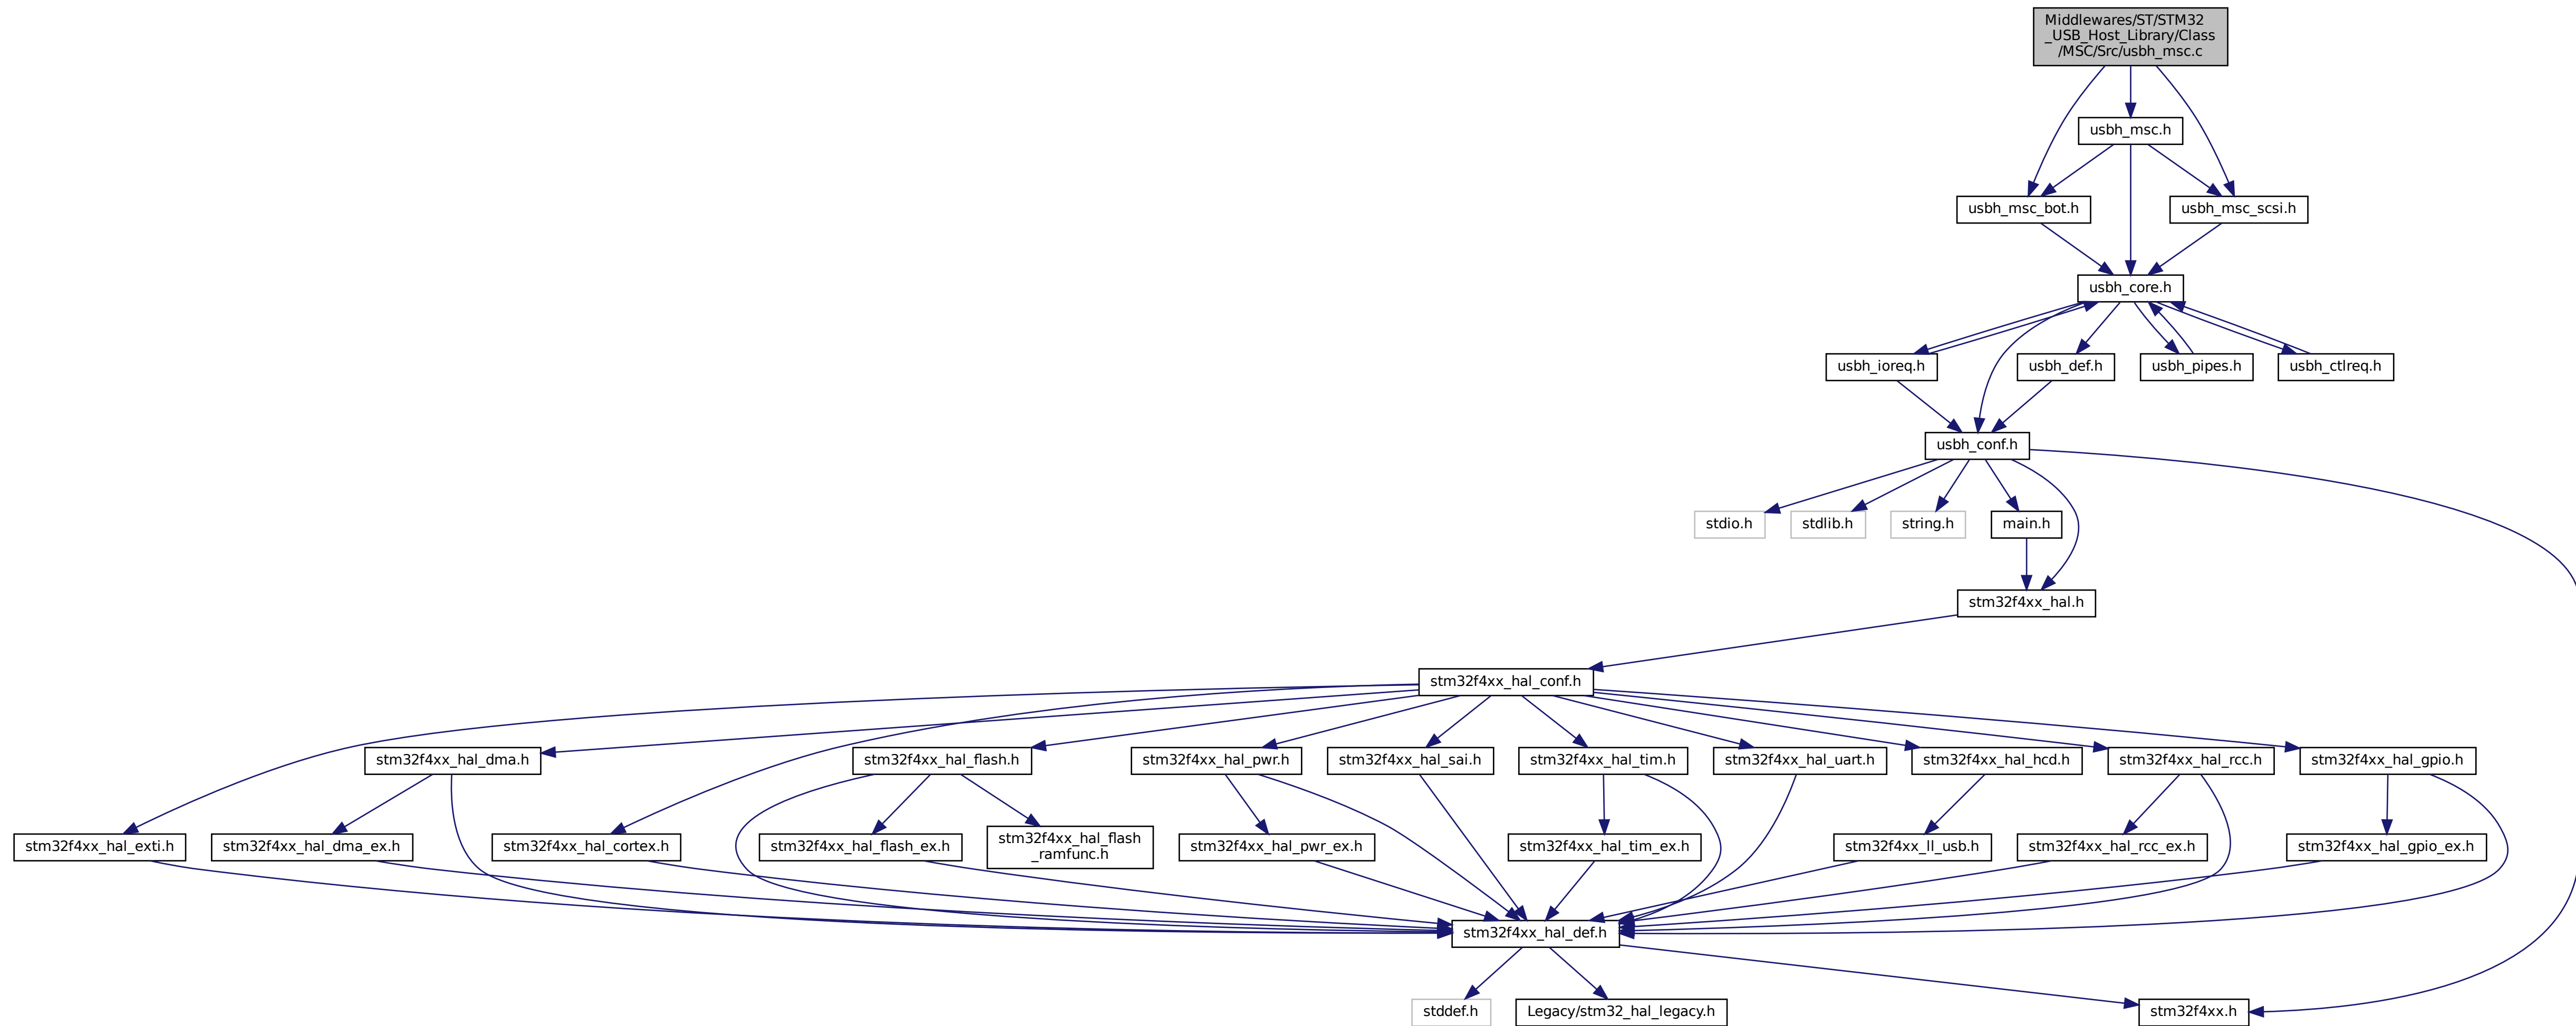 Middlewares/ST/STM32
_USB_Host_Library/Class
/MSC/Src/usbh_msc.c
usbh_msc.h
usbh_msc_bot.h
usbh_msc_scsi.h
usbh_core.h
usbh_ioreq.h
usbh_def.h
usbh_pipes.h
usbh_ctlreq.h
usbh_conf.h
stdio.h
stdlib.h
string.h
main.h
stm32f4xx_hal.h
stm32f4xx_hal_conf.h
stm32f4xx_hal_dma.h
stm32f4xx_hal_flash.h
stm32f4xx_hal_pwr.h
stm32f4xx_hal_sai.h
stm32f4xx_hal_tim.h
stm32f4xx_hal_uart.h
stm32f4xx_hal_hcd.h
stm32f4xx_hal_rcc.h
stm32f4xx_hal_gpio.h
stm32f4xx_hal_exti.h
stm32f4xx_hal_dma_ex.h
stm32f4xx_hal_cortex.h
stm32f4xx_hal_flash_ex.h
stm32f4xx_hal_flash
_ramfunc.h
stm32f4xx_hal_pwr_ex.h
stm32f4xx_hal_tim_ex.h
stm32f4xx_ll_usb.h
stm32f4xx_hal_rcc_ex.h
stm32f4xx_hal_gpio_ex.h
stm32f4xx_hal_def.h
stddef.h
Legacy/stm32_hal_legacy.h
stm32f4xx.h